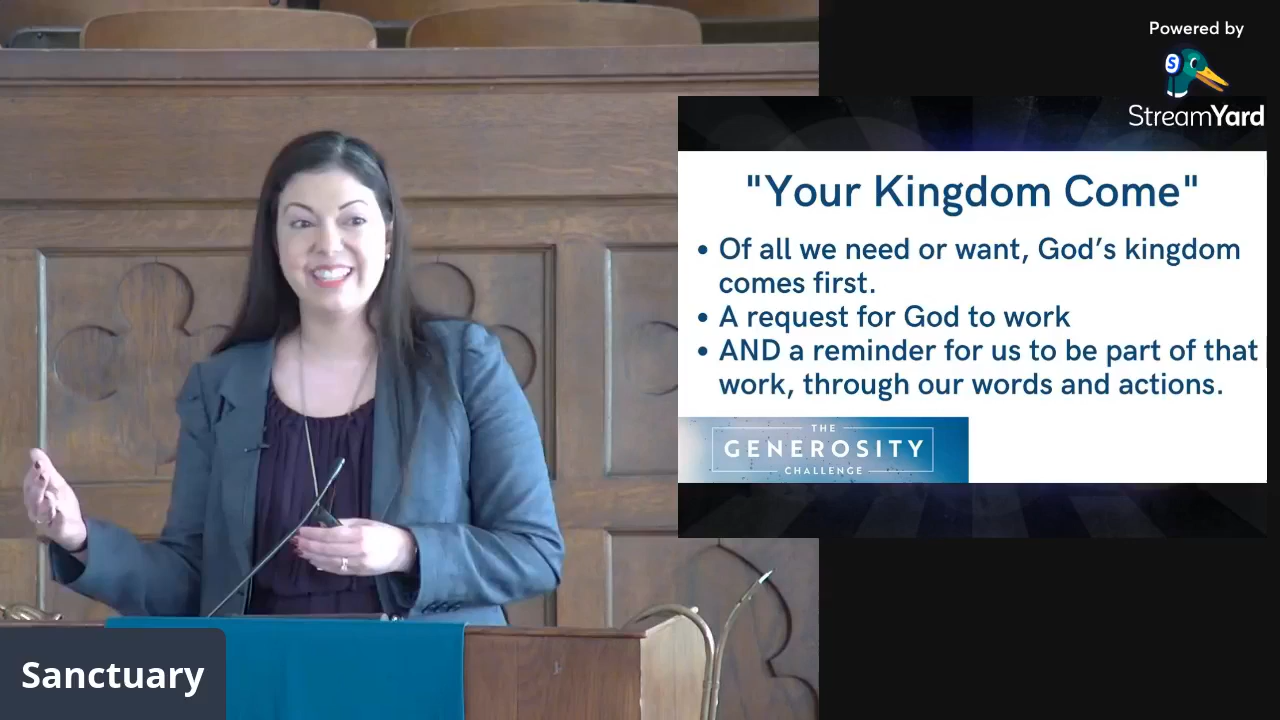 Powered by
S
StreamYard
"Your Kingdom Come"
• Of all we need or want, God’s kingdom
comes first.
• A request for God to work
• AND a reminder for us to be part of that
work, through our words and actions.
THE
GENEROSITY
CHALLENGE
Sanctuary